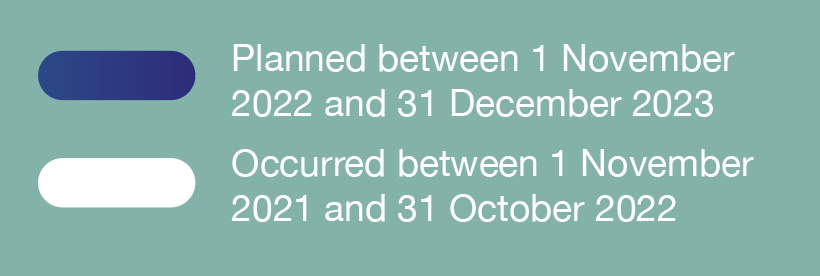 Planned between 1 November
2022 and 31 December 2023
Occurred between 1 November
2021 and 31 October 2022